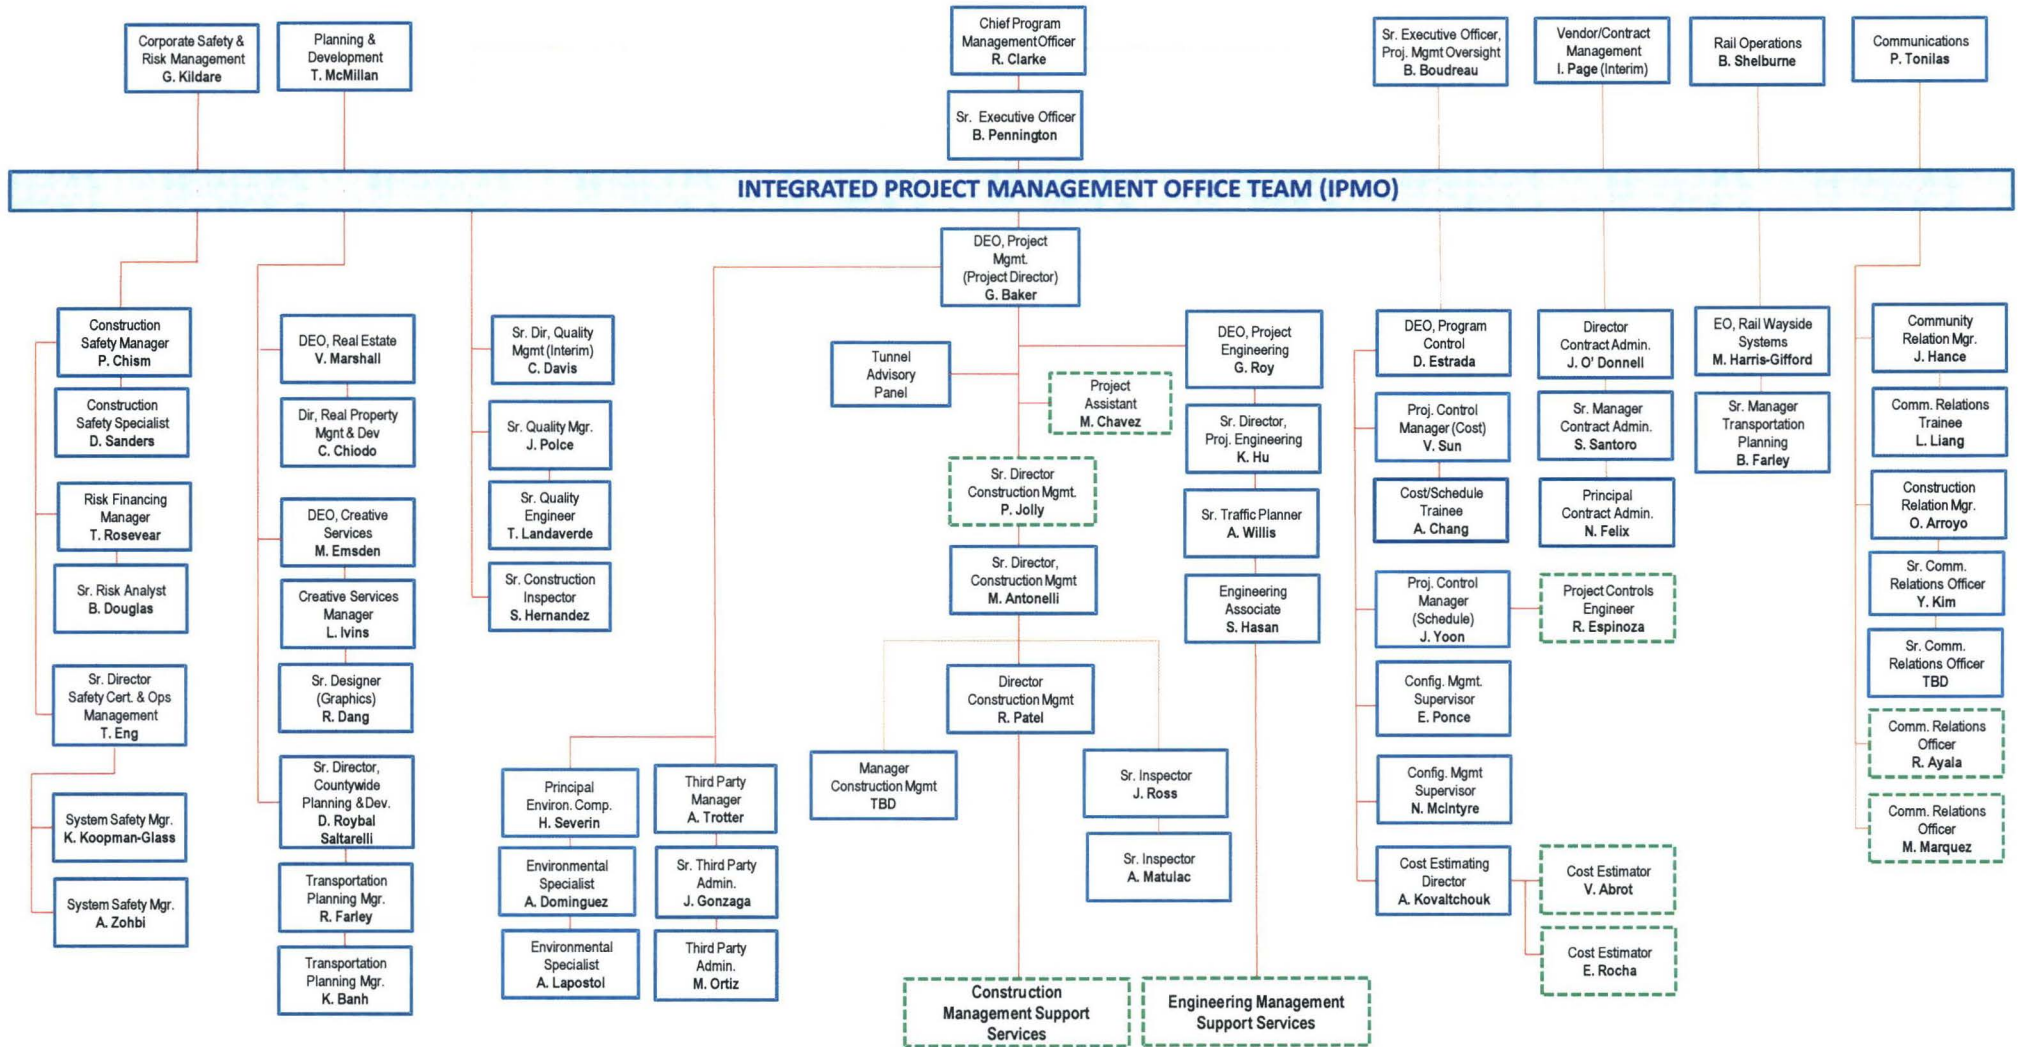 Corporate Safety &
Risk Management
G. Kildare
Planning &
Development
T. McMillan
Chief Program
Management Officer
R. Clarke
Sr. Executive Officer
B. Pennington
Sr. Executive Officer,
Proj. Mgmt Oversight
B. Boudreau
Vendor/Contract
Management
I. Page (Interim)
Rail Operations
B. Shelburne
Communications
P. Tonilas
INTEGRATED PROJECT MANAGEMENT OFFICE TEAM (IPMO)
Construction
Safety Manager
P. Chism
Construction
Safety Specialist
D. Sanders
Risk Financing
Manager
T. Rosevear
Sr. Risk Analyst
B. Douglas
Sr. Director
Safety Cert. & Ops
Management
T. Eng
System Safety Mgr.
K. Koopman-Glass
System Safety Mgr.
A. Zohbi
DEO, Real Estate
V. Marshall
Dir, Real Property
Mgnt & Dev
C. Chiodo
DEO, Creative
Services
M. Emsden
Creative Services
Manager
L. Ivins
Sr. Designer
(Graphics)
R. Dang
Sr. Director,
Countywide
Planning & Dev.
D. Roybal
Saltarelli
Transportation
Planning Mgr.
R. Farley
Transportation
Planning Mgr.
K. Banh
Sr. Dir, Quality
Mgmt (Interim)
C. Davis
Sr. Quality Mgr.
J. Polce
Sr. Quality
Engineer
T. Landaverde
Sr. Construction
Inspector
S. Hernandez
Principal
Environ. Comp.
H. Severin
Environmental
Specialist
A. Dominguez
Environmental
Specialist
A. Lapostol
Third Party
Manager
A. Trotter
Sr. Third Party
Admin.
J. Gonzaga
Third Party
Admin.
M. Ortiz
DEO, Project
Mgmt.
(Project Director)
G. Baker
Tunnel
Advisory
Panel
Project
Assistant
M. Chavez
Sr. Director
Construction Mgmt.
P. Jolly
Sr. Director,
Construction Mgmt
M. Antonelli
Director
Construction Mgmt
R. Patel
Manager
Construction Mgmt
TBD
Sr. Inspector
J. Ross
Sr. Inspector
A. Matulac
Construction
Management Support
Services
DEO, Project
Engineering
G. Roy
Sr. Director,
Proj. Engineering
K. Hu
Sr. Traffic Planner
A. Willis
Engineering
Associate
S. Hasan
Engineering Management
Support Services
DEO, Program
Control
D. Estrada
Proj. Control
Manager (Cost)
V. Sun
Cost/Schedule
Trainee
A. Chang
Proj. Control
Manager
(Schedule)
J. Yoon
Project Controls
Engineer
R. Espinoza
Config. Mgmt.
Supervisor
E. Ponce
Config. Mgmt
Supervisor
N. McIntyre
Cost Estimating
Director
A. Kovaltchouk
Cost Estimator
V. Abrot
Cost Estimator
E. Rocha
Director
Contract Admin.
J. O' Donnell
Sr. Manager
Contract Admin.
S. Santoro
Principal
Contract Admin.
N. Felix
EO, Rail Wayside
Systems
M. Harris-Gifford
Sr. Manager
Transportation
Planning
B. Farley
Community
Relation Mgr.
J. Hance
Comm. Relations
Trainee
L. Liang
Construction
Relation Mgr.
O. Arroyo
Sr. Comm.
Relations Officer
Y. Kim
Sr. Comm.
Relations Officer
TBD
Comm. Relations
Officer
R. Ayala
Comm. Relations
Officer
M. Marquez